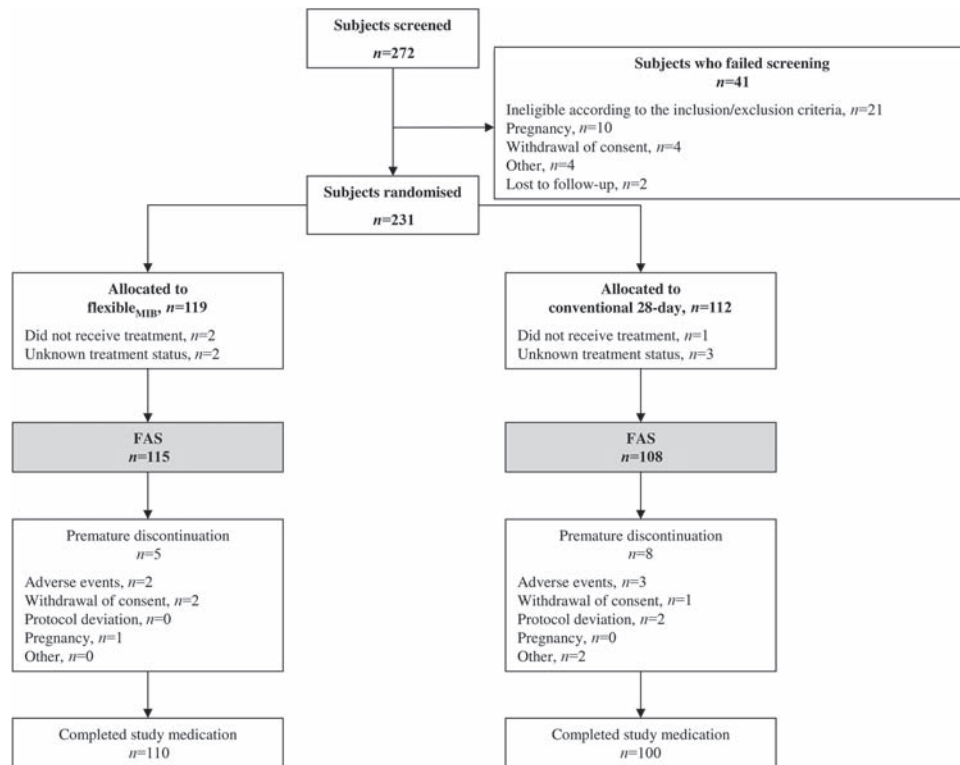 Subjects screened
n=272
Subjects who failed screening
n=41
Ineligible according to the inclusion/exclusion criteria, n=21
Pregnancy, n=10
Withdrawal of consent, n=4
Other, n=4
Lost to follow-up, n=2
Subjects randomised
n=231
Allocated to
flexibleMIB, n=119
Did not receive treatment, n=2
Unknown treatment status, n=2
Allocated to
conventional 28-day, n=112
Did not receive treatment, n=1
Unknown treatment status, n=3
FAS
n=115
FAS
n=108
Premature discontinuation
n=5
Adverse events, n=2
Withdrawal of consent, n=2
Protocol deviation, n=0
Pregnancy, n=1
Other, n=0
Premature discontinuation
n=8
Adverse events, n=3
Withdrawal of consent, n=1
Protocol deviation, n=2
Pregnancy, n=0
Other, n=2
Completed study medication
n=110
Completed study medication
n=100